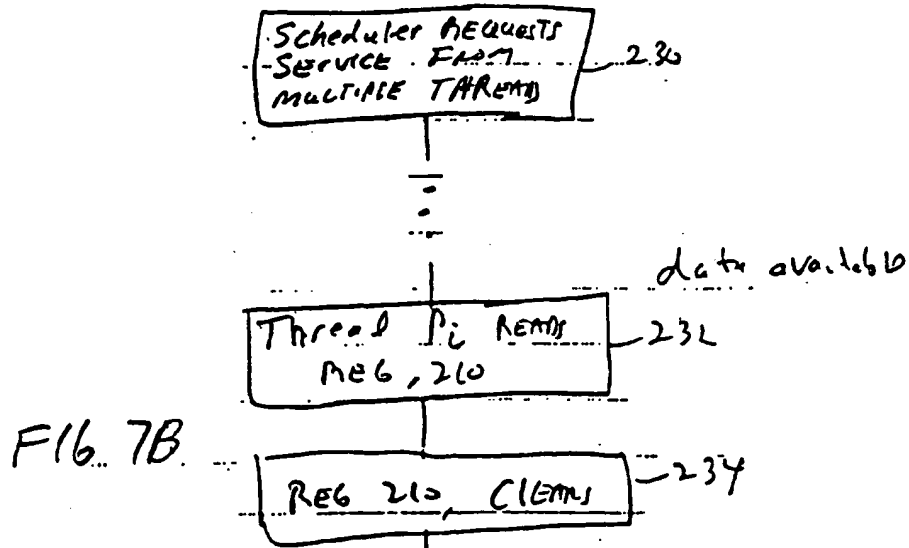 Scheduler REQUESTS
SERVICE FROM
MULTIPLE THREADS
230
data available
Thread Pi READS
REG, 210
232
FIG. 7B
REG 210, CLEARS
234